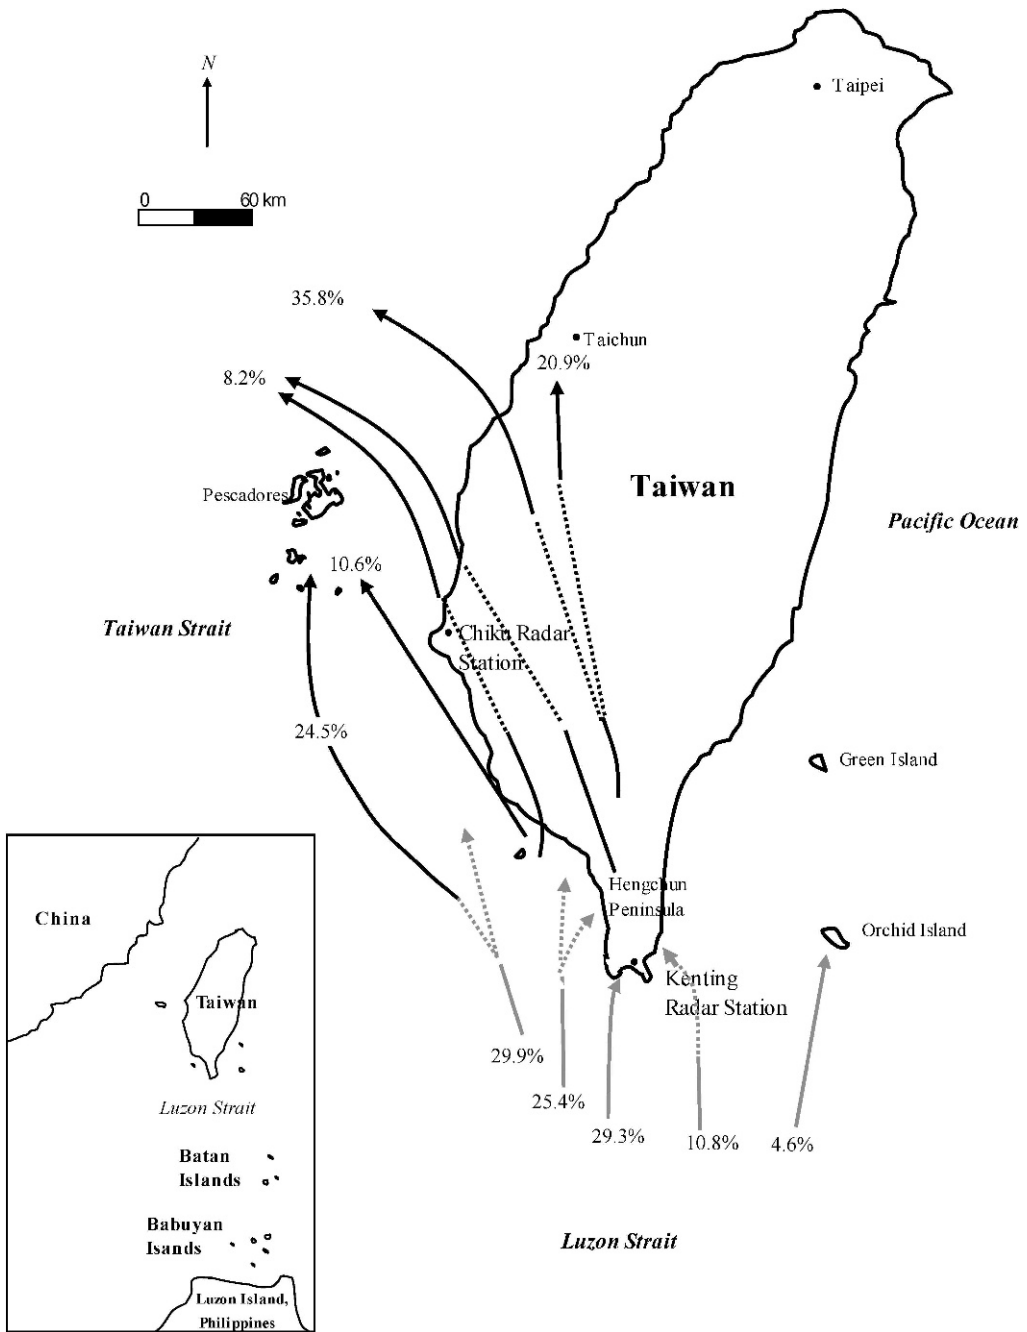 N
Taipei
0 60 km
35.8%
Taichun
20.9%
8.2%
Taiwan
Pescadores
Pacific Ocean
10.6%
Taiwan Strait
Chiku Radar
Station
24.5%
Green Island
Hengchun
Peninsula
Orchid Island
Kenting
Radar Station
29.9%
25.4%
29.3%
10.8%
4.6%
Luzon Strait
China
Taiwan
Luzon Strait
Batan
Islands
Babuyan
Isands
Luzon Island,
Philippines